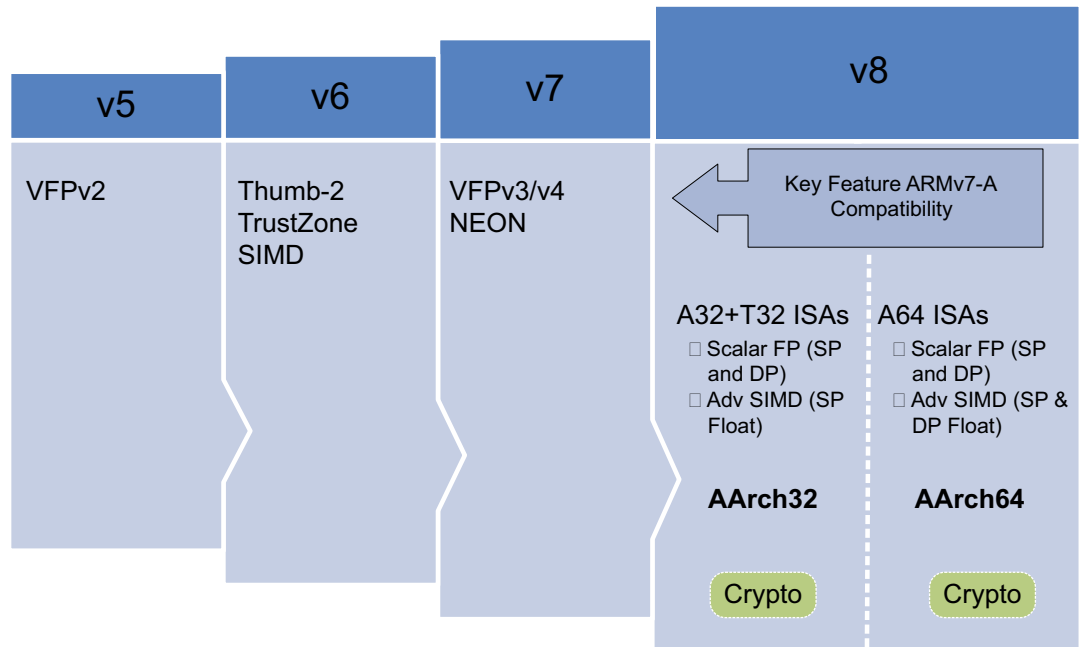 v5
v6
v7
v8
VFPv2
Thumb-2
TrustZone
SIMD
VFPv3/v4
NEON
Key Feature ARMv7-A
Compatibility
A32+T32 ISAs
□ Scalar FP (SP
and DP)
□ Adv SIMD (SP
Float)
AArch32
Crypto
A64 ISAs
□ Scalar FP (SP
and DP)
□ Adv SIMD (SP &
DP Float)
AArch64
Crypto